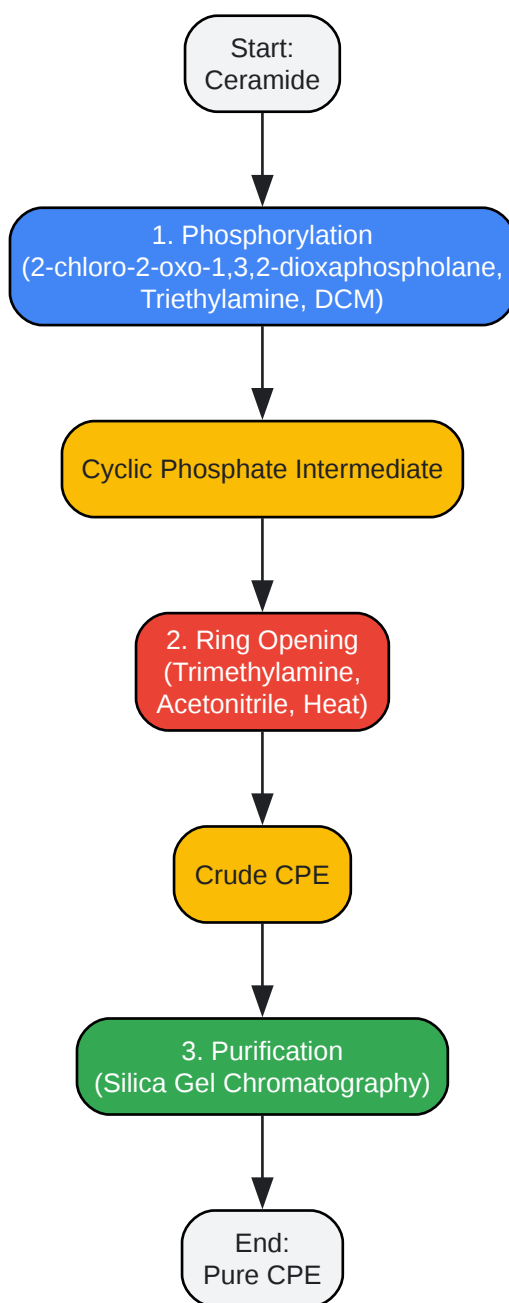 Start:
Ceramide
1. Phosphorylation
(2-chloro-2-oxo-1,3,2-dioxaphospholane,
Triethylamine, DCM)
Cyclic Phosphate Intermediate
2. Ring Opening
(Trimethylamine,
Acetonitrile, Heat)
Crude CPE
3. Purification
(Silica Gel Chromatography)
End:
Pure CPE